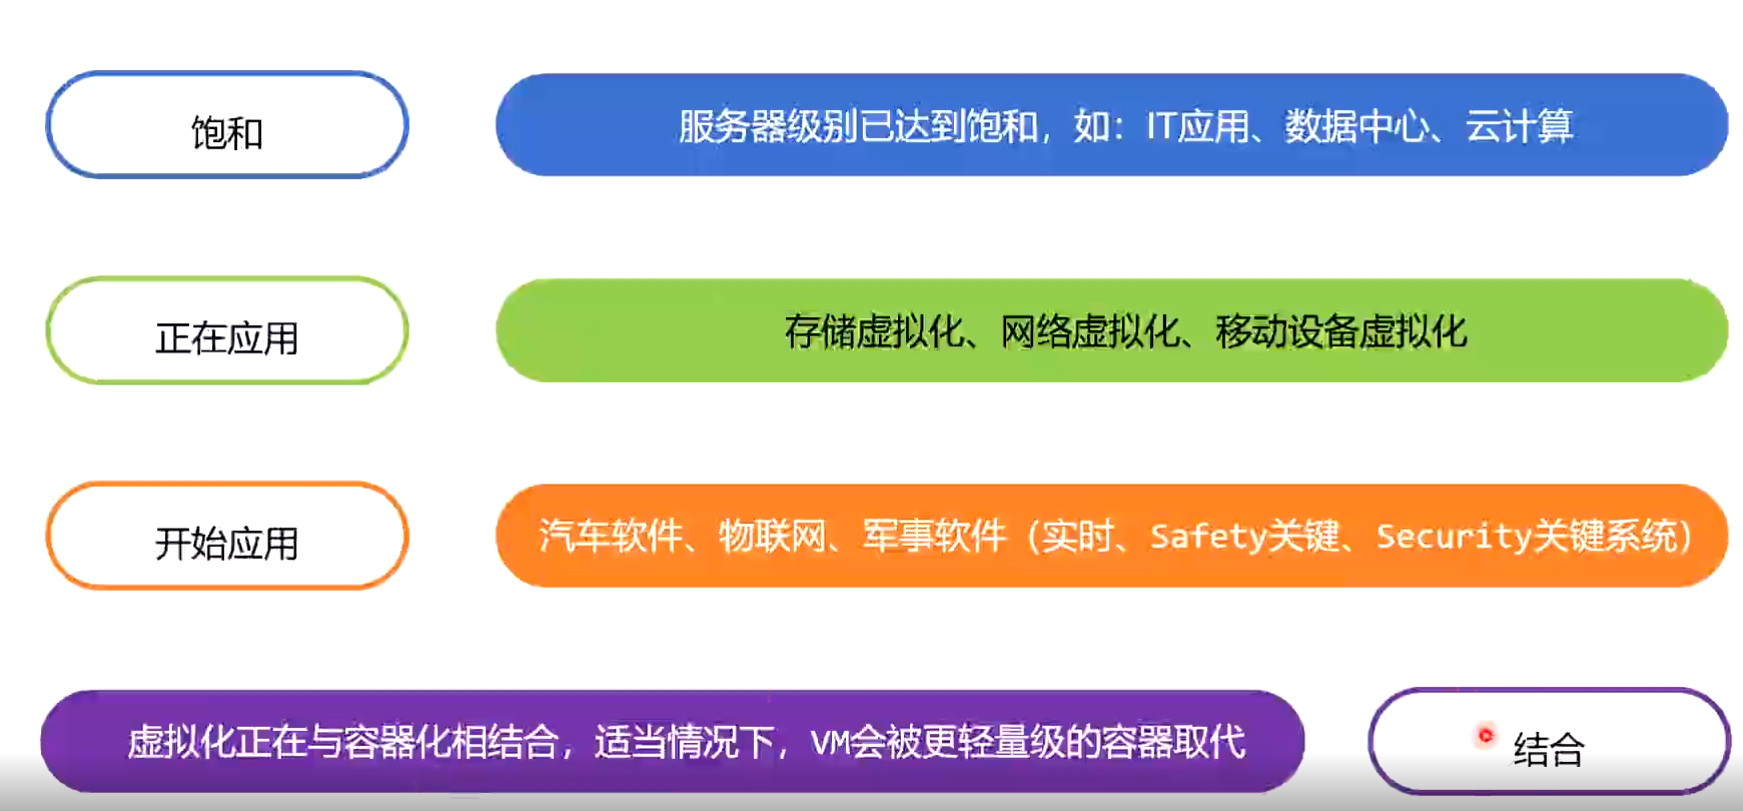 饱和
服务器级别已达到饱和，如：IT应用、数据中心、云计算
正在应用
存储虚拟化、网络虚拟化、移动设备虚拟化
开始应用
汽车软件、物联网、军事软件（实时、Safety关键、Security关键系统）
虚拟化正在与容器化相结合，适当情况下，VM会被更轻量级的容器取代
结合